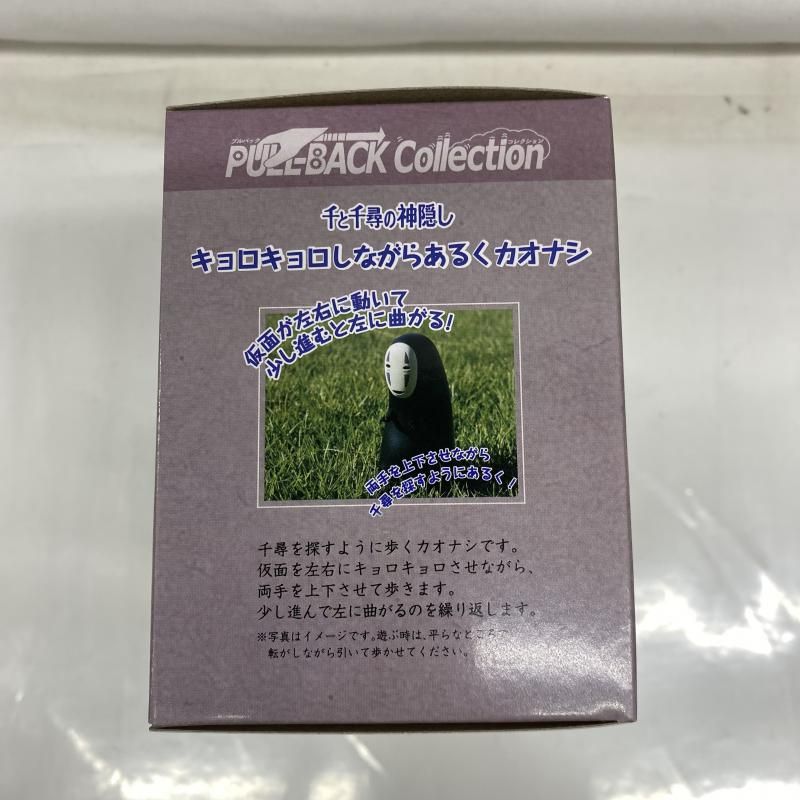 プルバック コレクション
PULL-BACK Collection
千と千尋の神隠し
キョロキョロしながらあるくカオナシ
仮面が左右に動いて
少し進むと左に曲がる!
両手を上下させながら
千尋を探すようにあるく!
千尋を探すように歩くカオナシです。
仮面を左右にキョロキョロさせながら、
両手を上下させて歩きます。
少し進んで左に曲がるのを繰り返します。
※写真はイメージです。遊ぶ時は、平らなところで
転がしながら引いて歩かせてください。